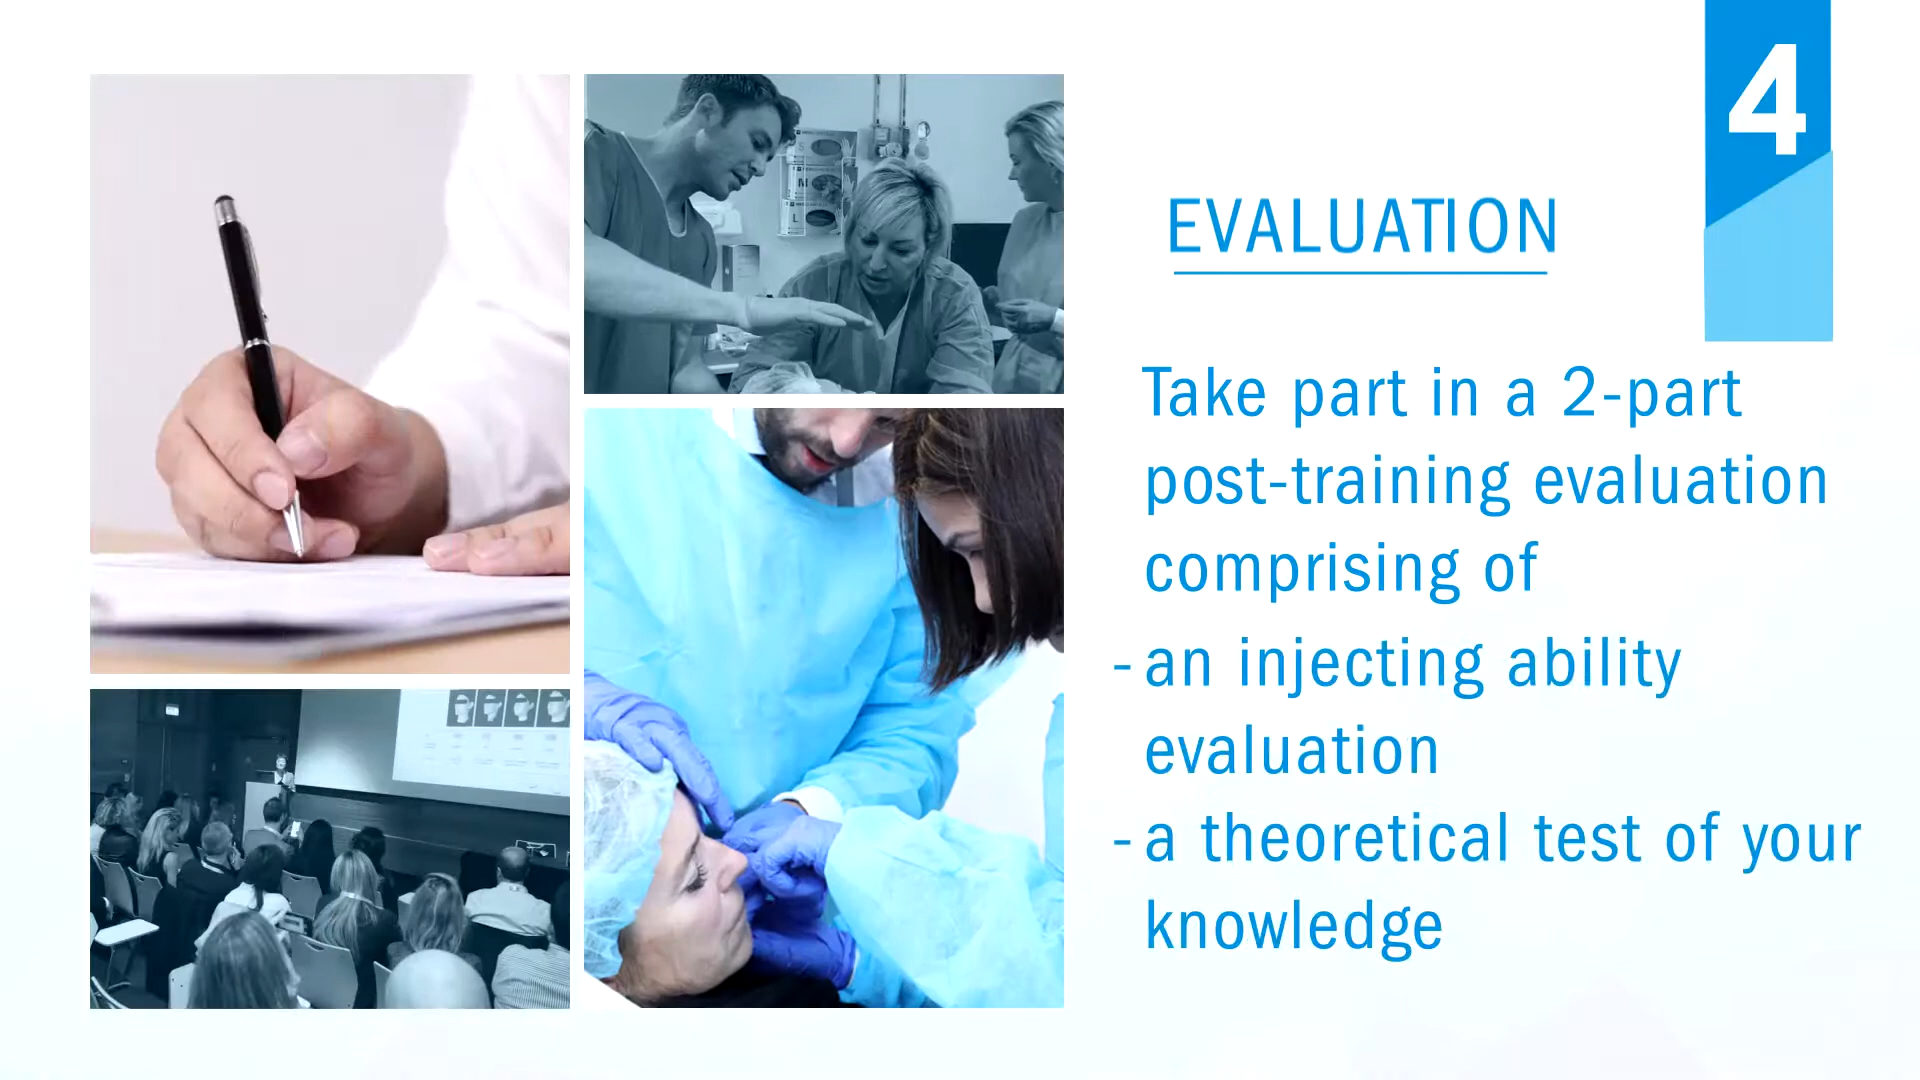 4
EVALUATION
Take part in a 2-part
post-training evaluation
comprising of
- an injecting ability
evaluation
- a theoretical test of your
knowledge
S
M
L